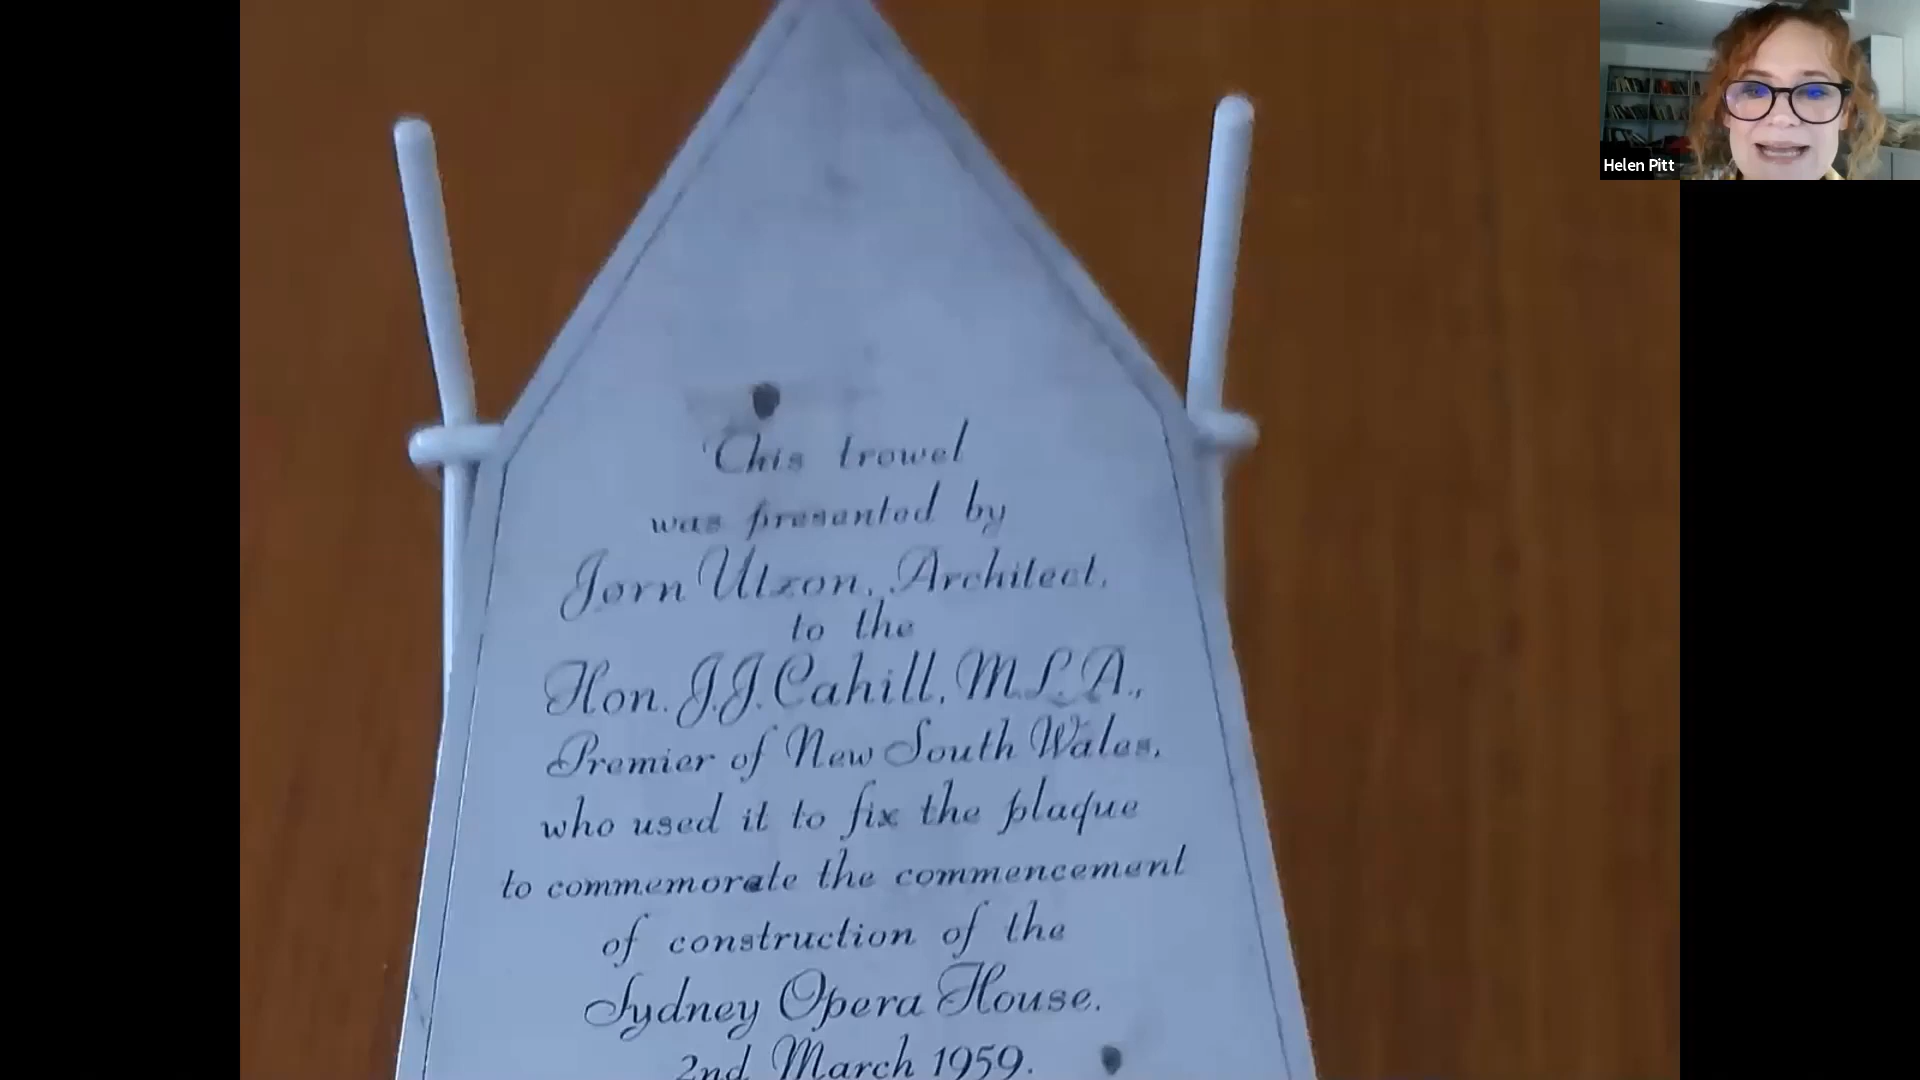 This trowel
was presented by
Jørn Utzon, Architect,
to the
Hon. J.J. Cahill, M.L.A.,
Premier of New South Wales,
who used it to fix the plaque
to commemorate the commencement
of construction of the
Sydney Opera House.
2nd March 1959.
Helen Pitt